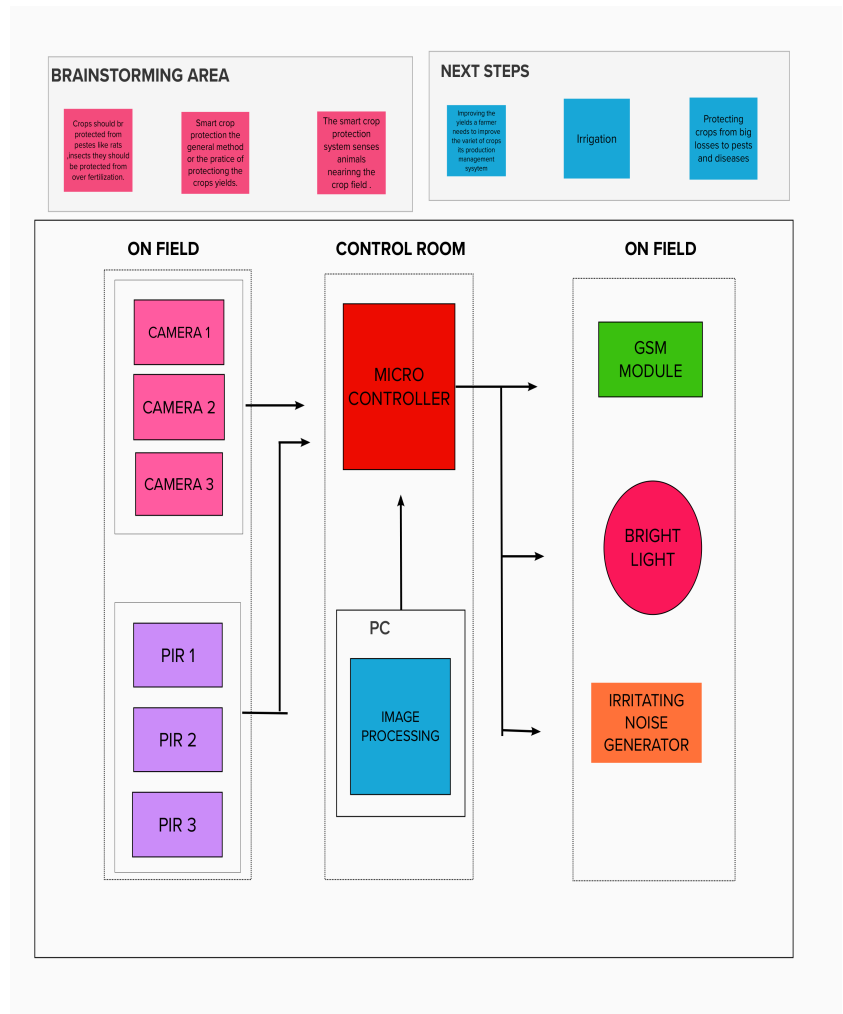 BRAINSTORMING AREA
Crops should br
protected from
pestes like rats
,insects they should
be protected from
over fertilization.
Smart crop
protection the
general method
or the pratice of
protectiong the
crops yields.
The smart crop
protection
system senses
animals
nearinng the
crop field .
NEXT STEPS
Improving the
yields a farmer
needs to improve
the variet of crops
its production
management
sysytem
Irrigation
Protecting
crops from big
losses to pests
and diseases
ON FIELD
CAMERA 1
CAMERA 2
CAMERA 3
PIR 1
PIR 2
PIR 3
CONTROL ROOM
MICRO
CONTROLLER
PC
IMAGE
PROCESSING
ON FIELD
GSM
MODULE
BRIGHT
LIGHT
IRRITATING
NOISE
GENERATOR